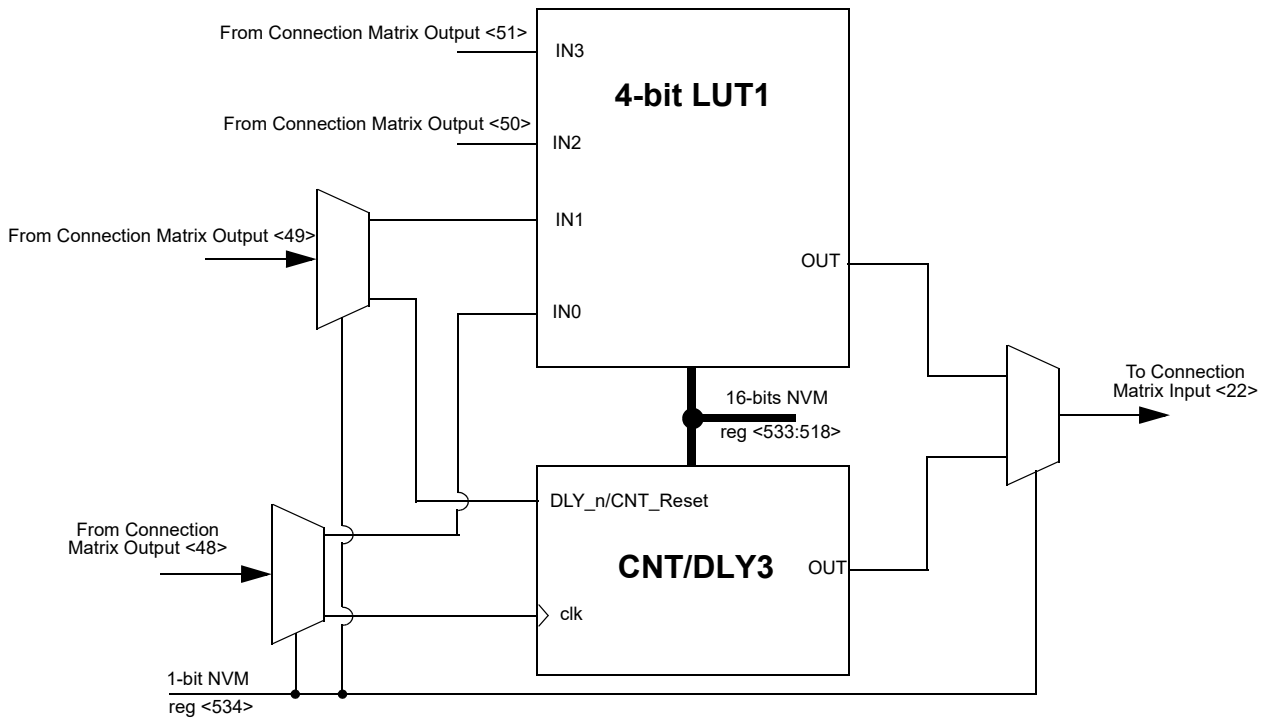 From Connection Matrix Output <51>
IN3
4-bit LUT1
From Connection Matrix Output <50>
IN2
IN1
From Connection Matrix Output <49>
OUT
IN0
To Connection
Matrix Input <22>
16-bits NVM
reg <533:518>
DLY_n/CNT_Reset
From Connection
Matrix Output <48>
CNT/DLY3
OUT
clk
1-bit NVM
reg <534>